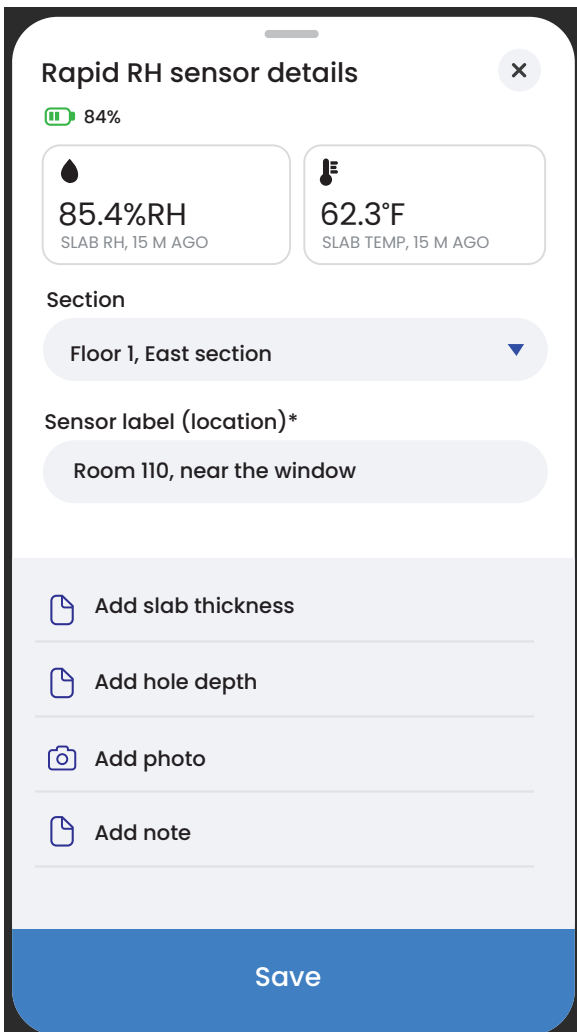 Rapid RH sensor details
84%
85.4%RH
SLAB RH, 15 M AGO
62.3°F
SLAB TEMP, 15 M AGO
Section
Floor 1, East section
Sensor label (location)*
Room 110, near the window
Add slab thickness
Add hole depth
Add photo
Add note
Save